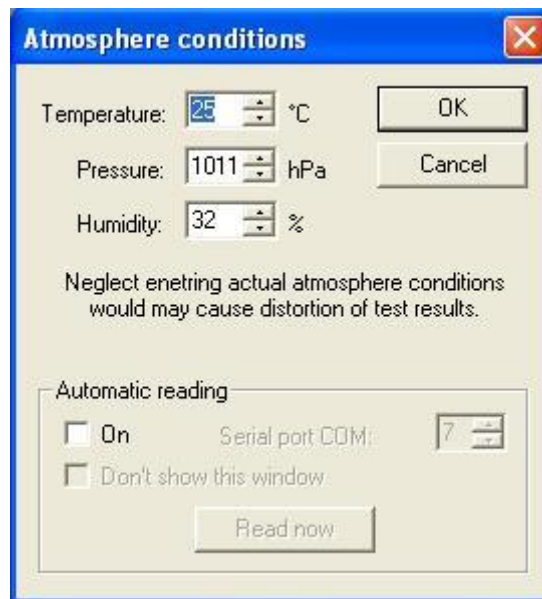 Atmosphere conditions
Temperature: 25 °C OK
Pressure: 1011 hPa Cancel
Humidity: 32 %
Neglect enetring actual atmosphere conditions
would may cause distortion of test results.
Automatic reading
On Serial port COM: 7
Don't show this window
Read now